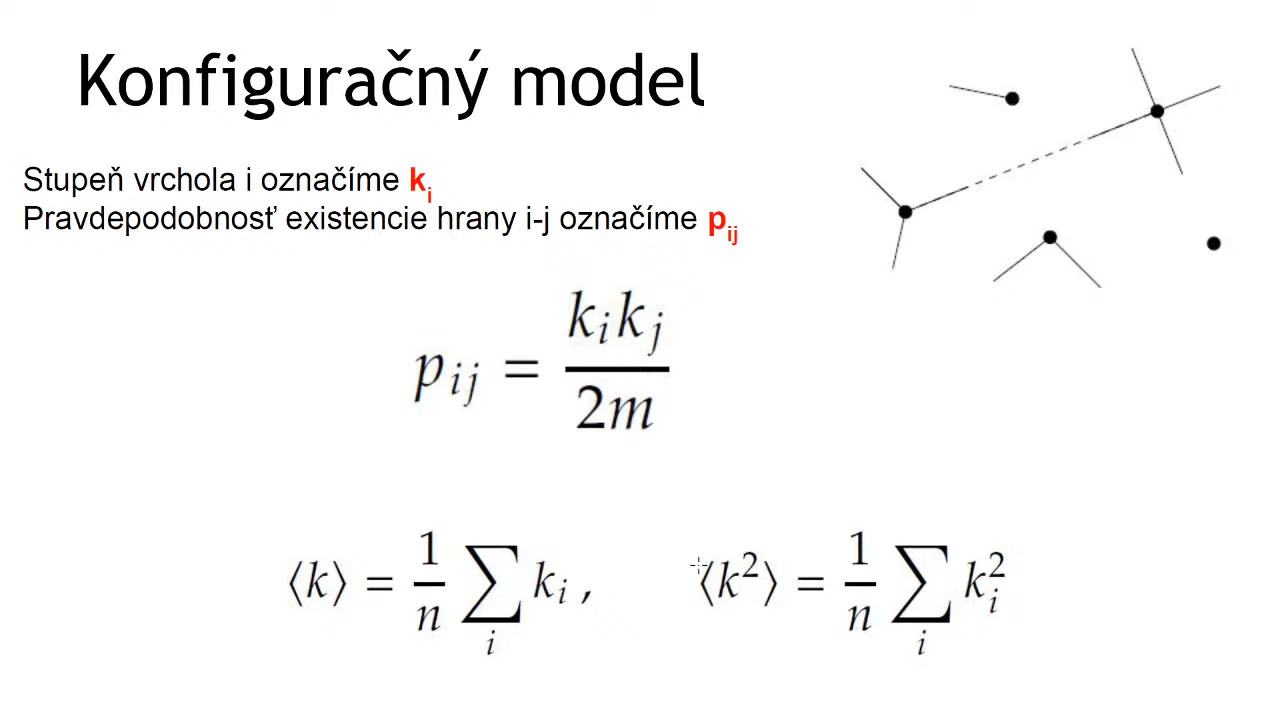 Konfiguračný model
Stupeň vrchola i označíme k_i
Pravdepodobnosť existencie hrany i-j označíme p_ij
p_ij = k_i k_j / 2m
⟨k⟩ = 1/n ∑_i k_i , ⟨k²⟩ = 1/n ∑_i k_i²